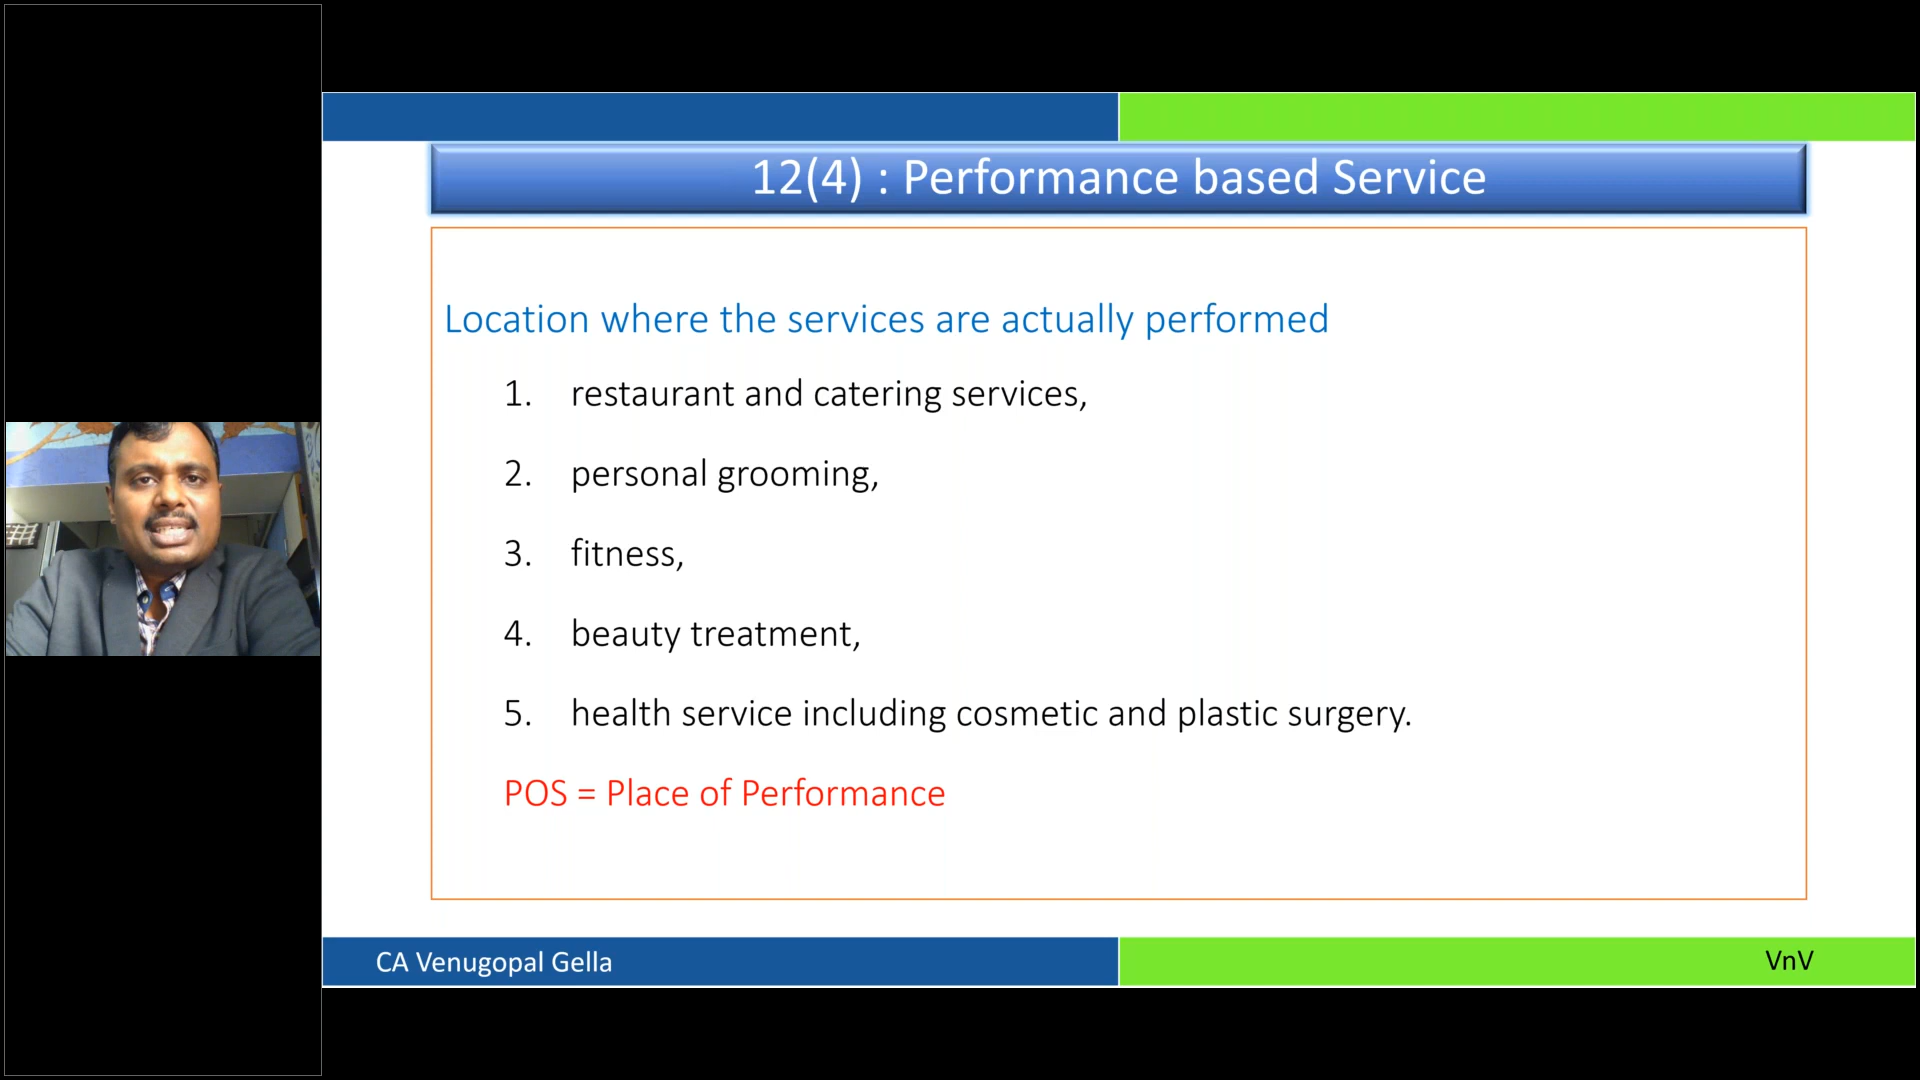 12(4) : Performance based Service
Location where the services are actually performed
1. restaurant and catering services,
2. personal grooming,
3. fitness,
4. beauty treatment,
5. health service including cosmetic and plastic surgery.
POS = Place of Performance
CA Venugopal Gella
VnV